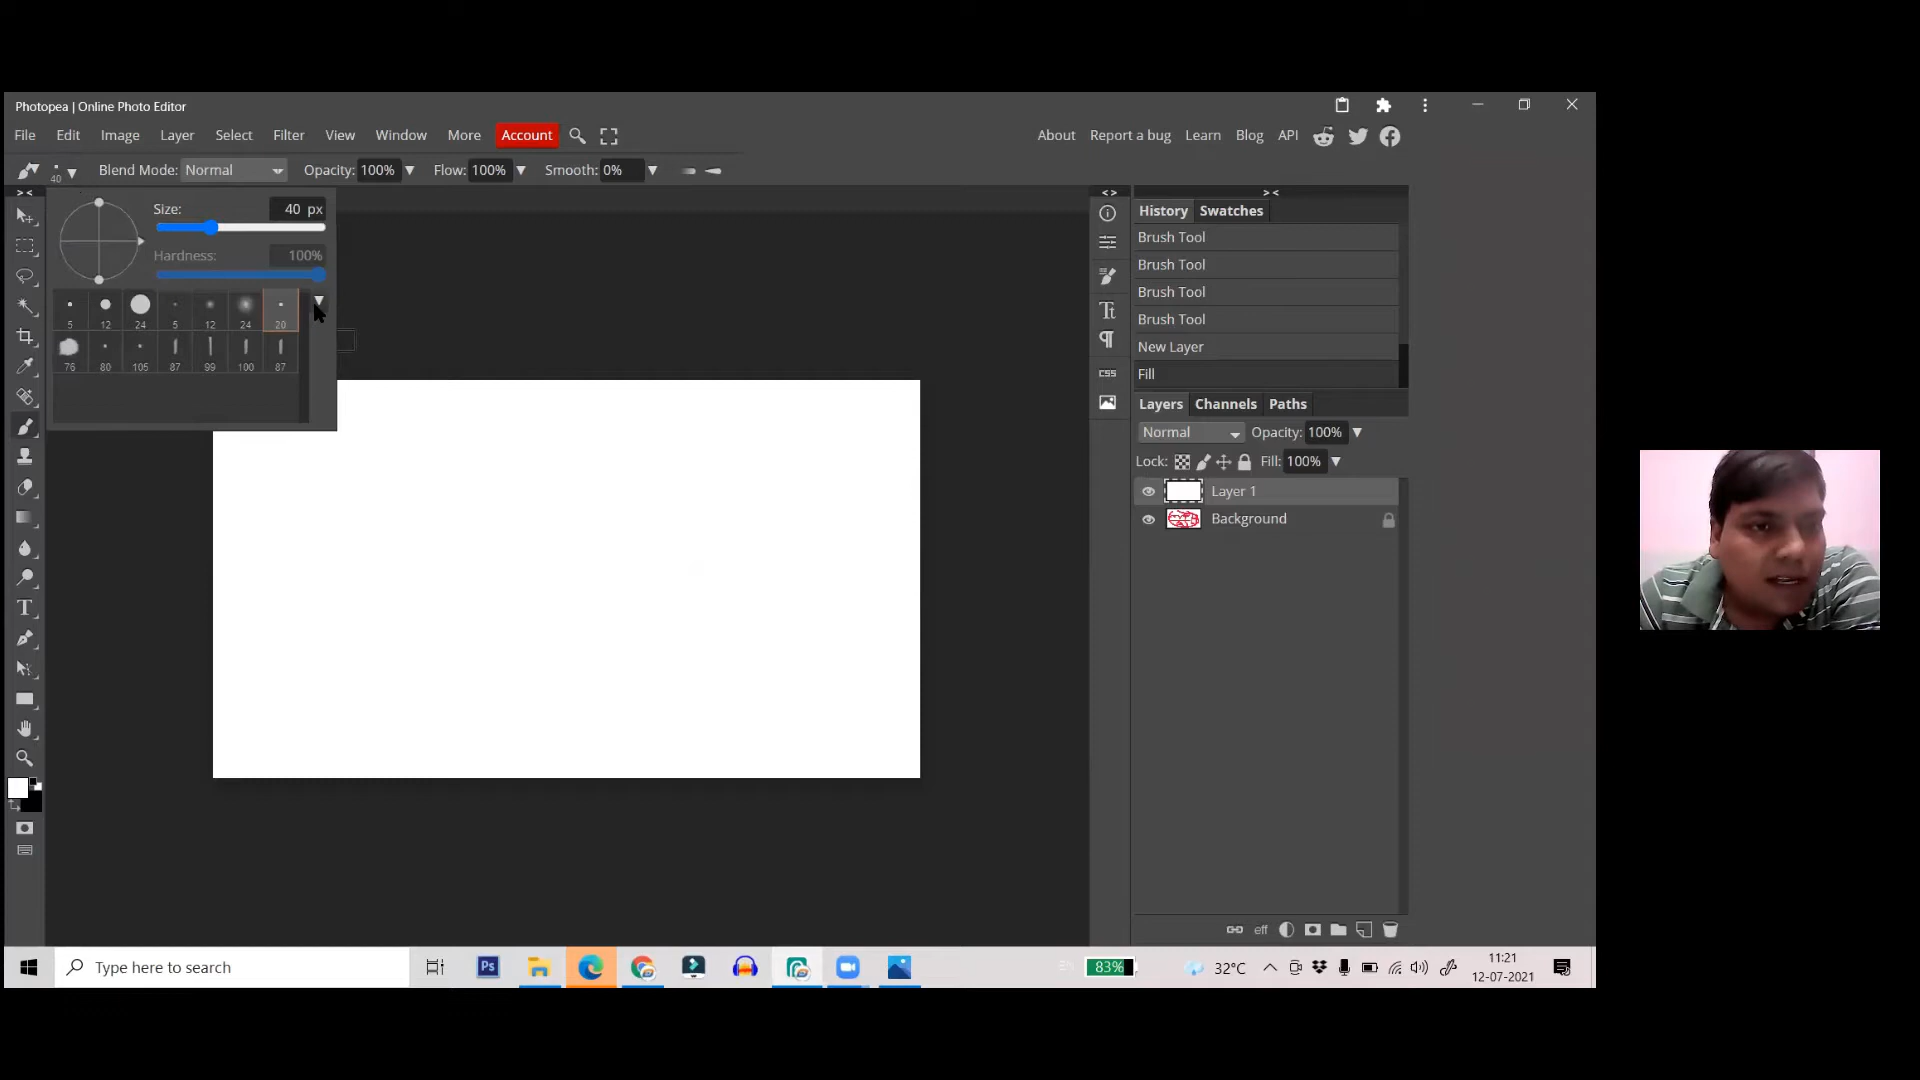 Photopea | Online Photo Editor
File Edit Image Layer Select Filter View Window More Account
About Report a bug Learn Blog API
40 Blend Mode: Normal Opacity: 100% Flow: 100% Smooth: 0%
Size: 40 px
Hardness: 100%
5 12 24 5 12 24 20
76 80 105 87 99 100 87
History Swatches
Brush Tool
Brush Tool
Brush Tool
Brush Tool
New Layer
Fill
CSS
Layers Channels Paths
Normal Opacity: 100%
Lock: Fill: 100%
Layer 1
Background
eff
Type here to search
Ps
83%
32°C
11:21
12-07-2021